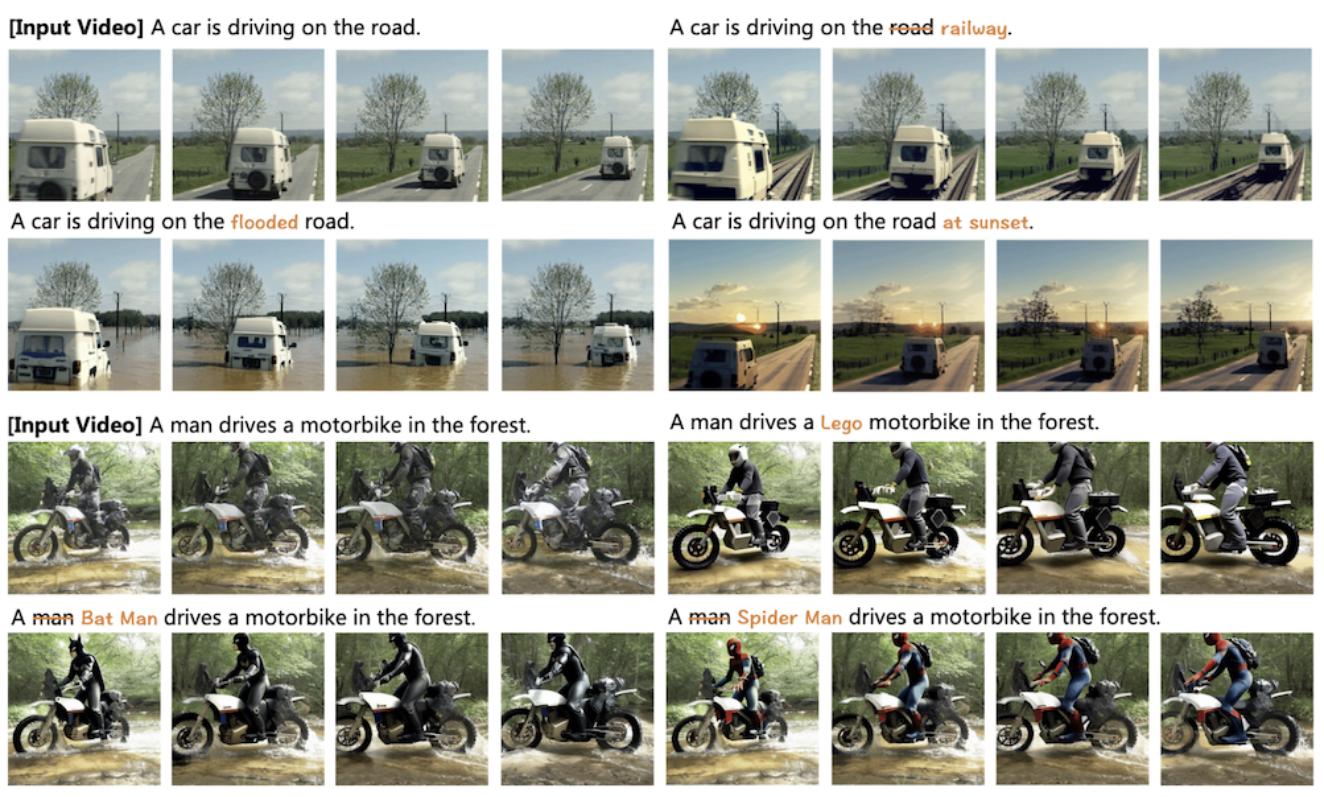 [Input Video] A car is driving on the road.
A car is driving on the road railway.
A car is driving on the flooded road.
A car is driving on the road at sunset.
[Input Video] A man drives a motorbike in the forest.
A man drives a Lego motorbike in the forest.
A man Bat Man drives a motorbike in the forest.
A man Spider Man drives a motorbike in the forest.